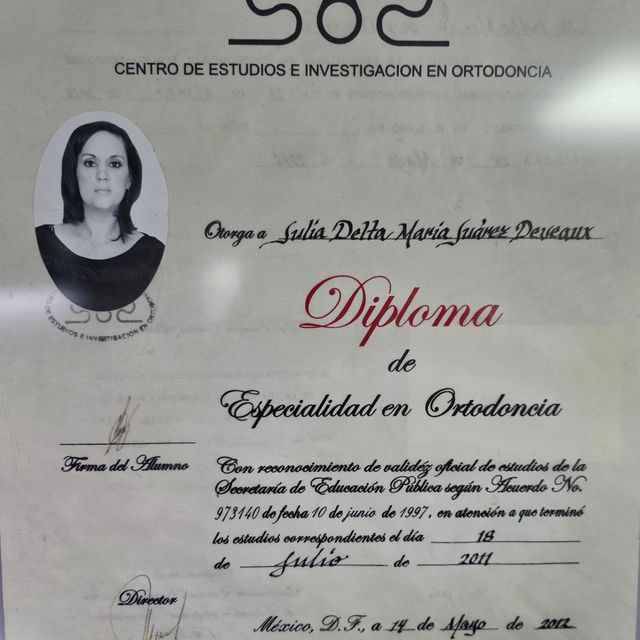 CENTRO DE ESTUDIOS E INVESTIGACION EN ORTODONCIA
Otorga a Julia Delta María Suárez Deveaux
Diploma
de
Especialidad en Ortodoncia
Firma del Alumno
Con reconocimiento de validéz oficial de estudios de la
Secretaría de Educación Pública según Acuerdo No.
973140 de fecha 10 de junio de 1997, en atención a que terminó
los estudios correspondientes el día 18
de Julio de 2011
Director
México, D. F., a 14 de Mayo de 2012